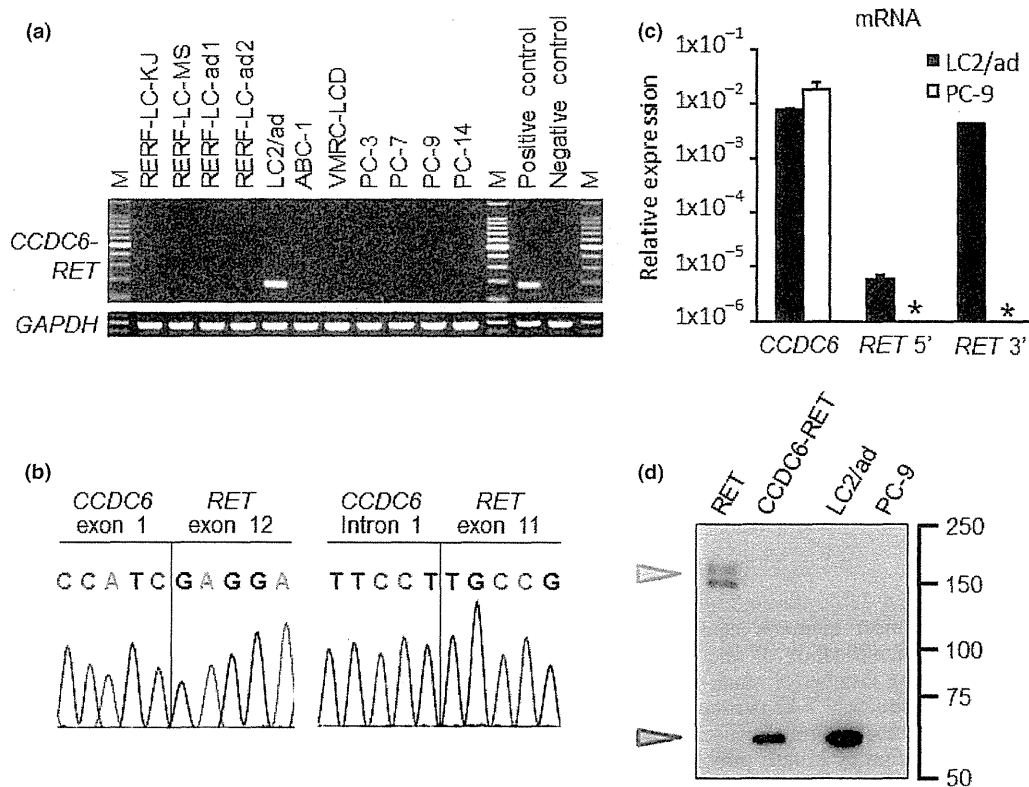 (a)
M
RERF-LC-KJ
RERF-LC-MS
RERF-LC-ad1
RERF-LC-ad2
LC2/ad
ABC-1
VMRC-LCD
PC-3
PC-7
PC-9
PC-14
M
Positive control
Negative control
M
CCDC6-
RET
GAPDH
(c)
mRNA
LC2/ad
PC-9
Relative expression
1x10⁻¹
1x10⁻²
1x10⁻³
1x10⁻⁴
1x10⁻⁵
1x10⁻⁶
* *
CCDC6 RET 5' RET 3'
(b)
CCDC6 RET
exon 1 exon 12
C C A T C G A G G A
CCDC6 RET
Intron 1 exon 11
T T C C T T G C C G
(d)
RET
CCDC6-RET
LC2/ad
PC-9
250
150
100
75
50